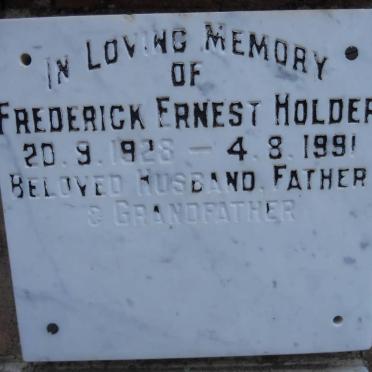 IN LOVING MEMORY
OF
FREDERICK ERNEST HOLDER
20. 9. 1928 — 4. 8. 1991
BELOVED HUSBAND, FATHER
& GRANDFATHER